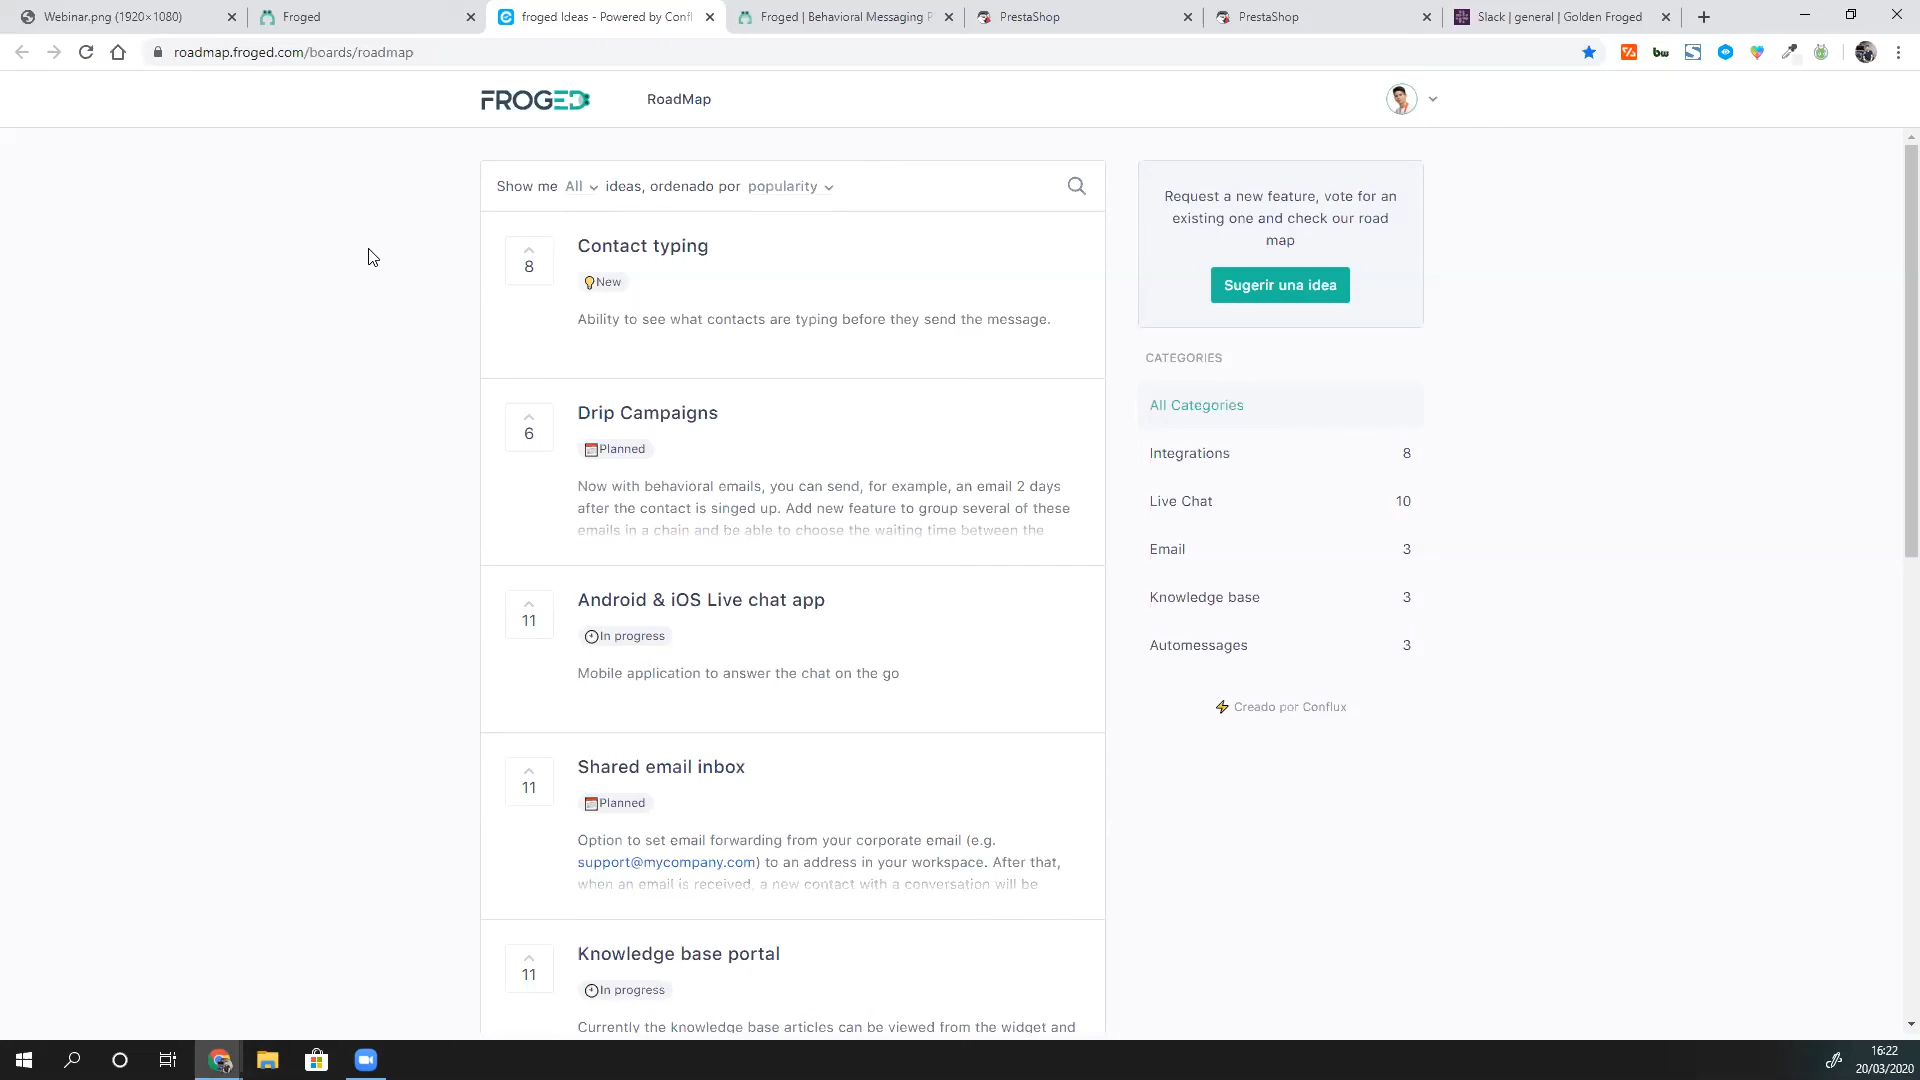 Webinar.png (1920×1080)
Froged
froged Ideas - Powered by Confl
Froged | Behavioral Messaging P
PrestaShop
PrestaShop
Slack | general | Golden Froged
roadmap.froged.com/boards/roadmap
bw
FROGED
RoadMap
Show me All ideas, ordenado por popularity
8
Contact typing
New
Ability to see what contacts are typing before they send the message.
6
Drip Campaigns
Planned
Now with behavioral emails, you can send, for example, an email 2 days
after the contact is singed up. Add new feature to group several of these
emails in a chain and be able to choose the waiting time between the
11
Android & iOS Live chat app
In progress
Mobile application to answer the chat on the go
11
Shared email inbox
Planned
Option to set email forwarding from your corporate email (e.g.
support@mycompany.com) to an address in your workspace. After that,
when an email is received, a new contact with a conversation will be
11
Knowledge base portal
In progress
Currently the knowledge base articles can be viewed from the widget and
Request a new feature, vote for an
existing one and check our road
map
Sugerir una idea
CATEGORIES
All Categories
Integrations 8
Live Chat 10
Email 3
Knowledge base 3
Automessages 3
Creado por Conflux
16:22
20/03/2020